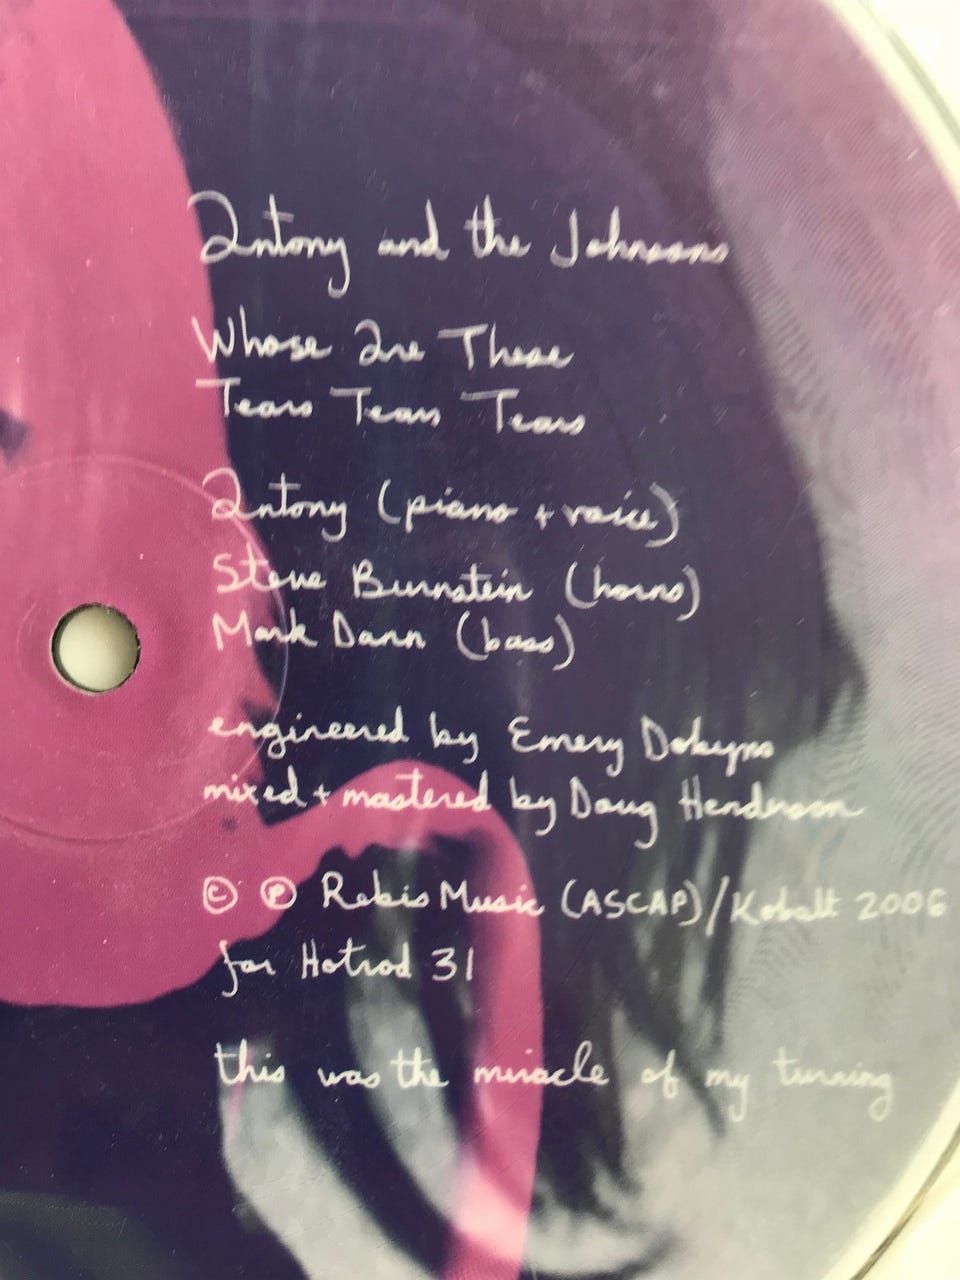 Antony and the Johnsons
Whose Are These
Tears Tears Tears
Antony (piano + voice)
Steve Bernstein (horns)
Mark Dann (bass)
engineered by Emery Dobyns
mixed + mastered by Doug Henderson
© ℗ Rebis Music (ASCAP)/Kobalt 2006
for Hotrod 31
this was the miracle of my turning